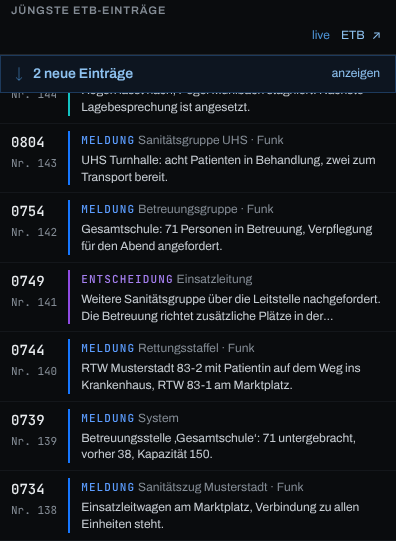 JÜNGSTE ETB-EINTRÄGE
live ETB ↗
↓ 2 neue Einträge anzeigen
Nr. 144
Lagebesprechung ist angesetzt.
0804 MELDUNG Sanitätsgruppe UHS · Funk
Nr. 143 UHS Turnhalle: acht Patienten in Behandlung, zwei zum
Transport bereit.
0754 MELDUNG Betreuungsgruppe · Funk
Nr. 142 Gesamtschule: 71 Personen in Betreuung, Verpflegung
für den Abend angefordert.
0749 ENTSCHEIDUNG Einsatzleitung
Nr. 141 Weitere Sanitätsgruppe über die Leitstelle nachgefordert.
Die Betreuung richtet zusätzliche Plätze in der…
0744 MELDUNG Rettungsstaffel · Funk
Nr. 140 RTW Musterstadt 83-2 mit Patientin auf dem Weg ins
Krankenhaus, RTW 83-1 am Marktplatz.
0739 MELDUNG System
Nr. 139 Betreuungsstelle ‚Gesamtschule‘: 71 untergebracht,
vorher 38, Kapazität 150.
0734 MELDUNG Sanitätszug Musterstadt · Funk
Nr. 138 Einsatzleitwagen am Marktplatz, Verbindung zu allen
Einheiten steht.